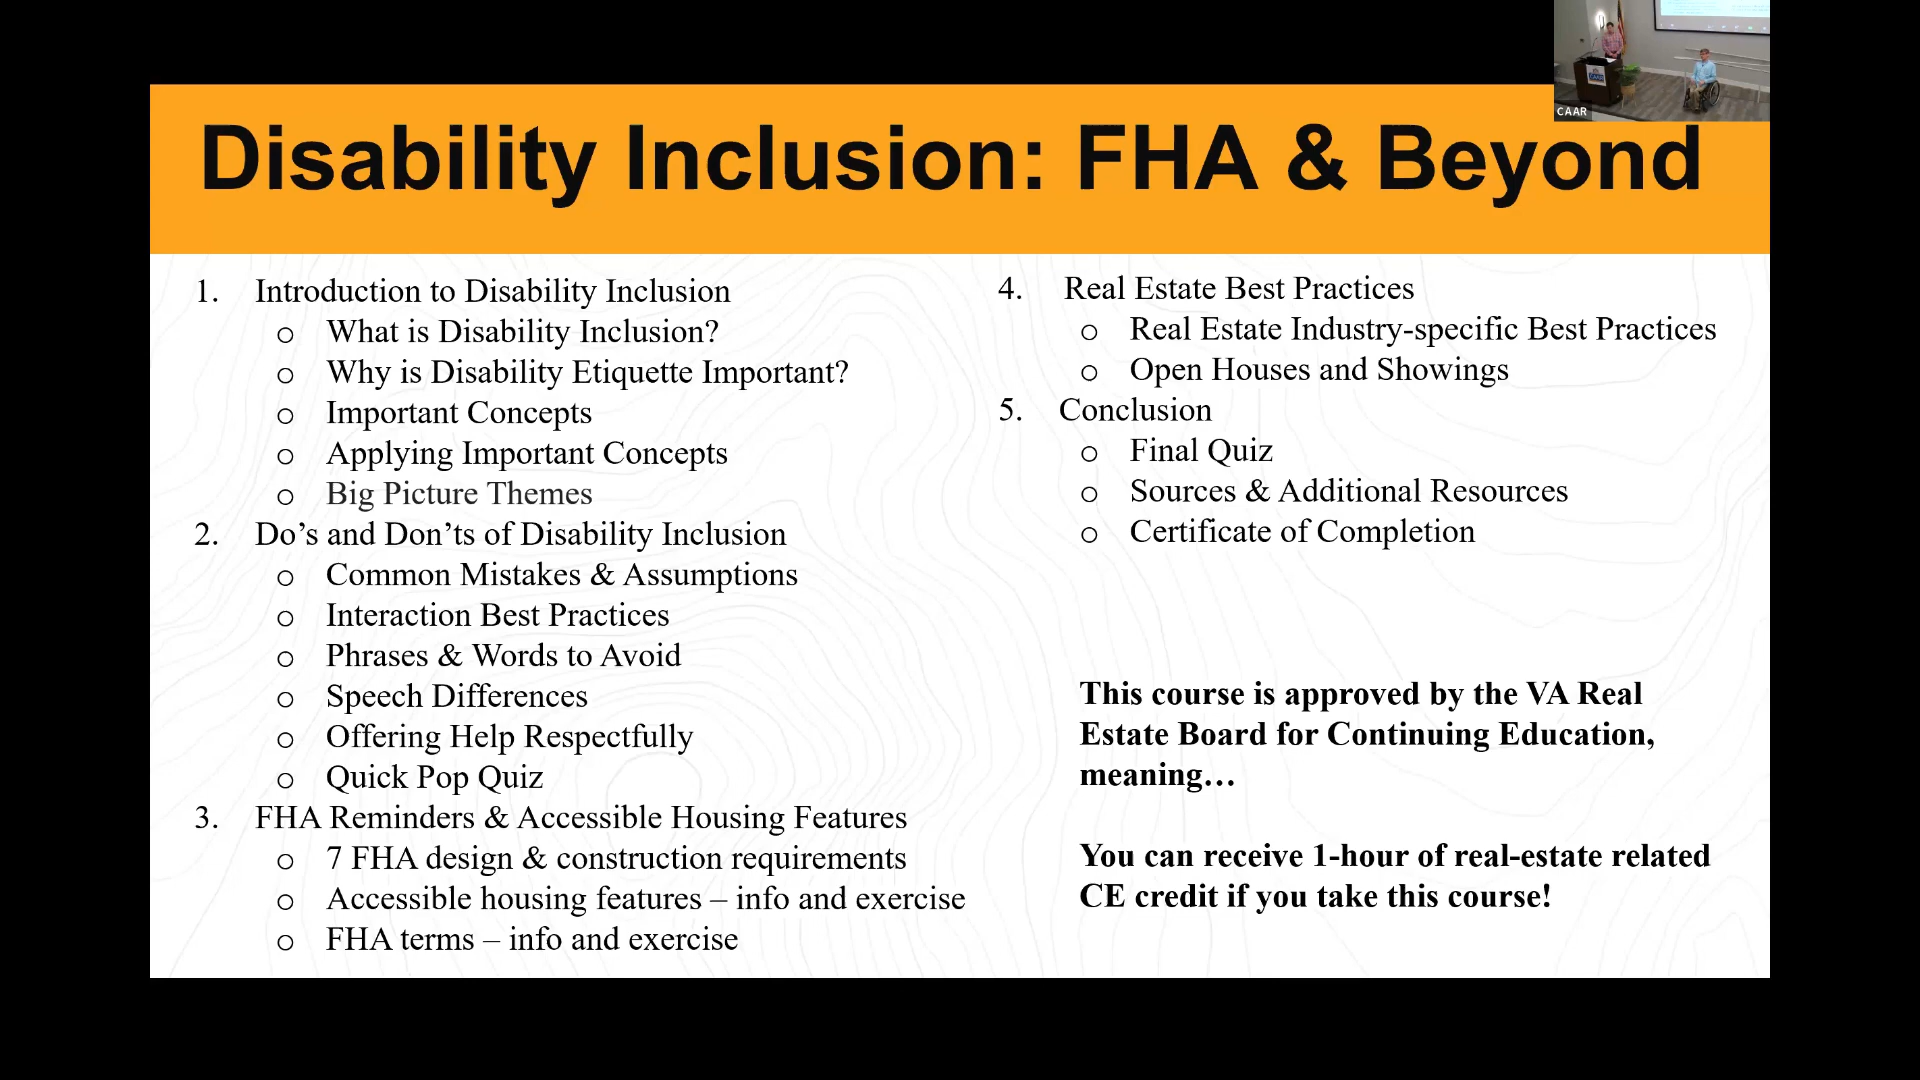 CAAR
Disability Inclusion: FHA & Beyond
1. Introduction to Disability Inclusion
o What is Disability Inclusion?
o Why is Disability Etiquette Important?
o Important Concepts
o Applying Important Concepts
o Big Picture Themes
2. Do’s and Don’ts of Disability Inclusion
o Common Mistakes & Assumptions
o Interaction Best Practices
o Phrases & Words to Avoid
o Speech Differences
o Offering Help Respectfully
o Quick Pop Quiz
3. FHA Reminders & Accessible Housing Features
o 7 FHA design & construction requirements
o Accessible housing features – info and exercise
o FHA terms – info and exercise
4. Real Estate Best Practices
o Real Estate Industry-specific Best Practices
o Open Houses and Showings
5. Conclusion
o Final Quiz
o Sources & Additional Resources
o Certificate of Completion
This course is approved by the VA Real
Estate Board for Continuing Education,
meaning…
You can receive 1-hour of real-estate related
CE credit if you take this course!